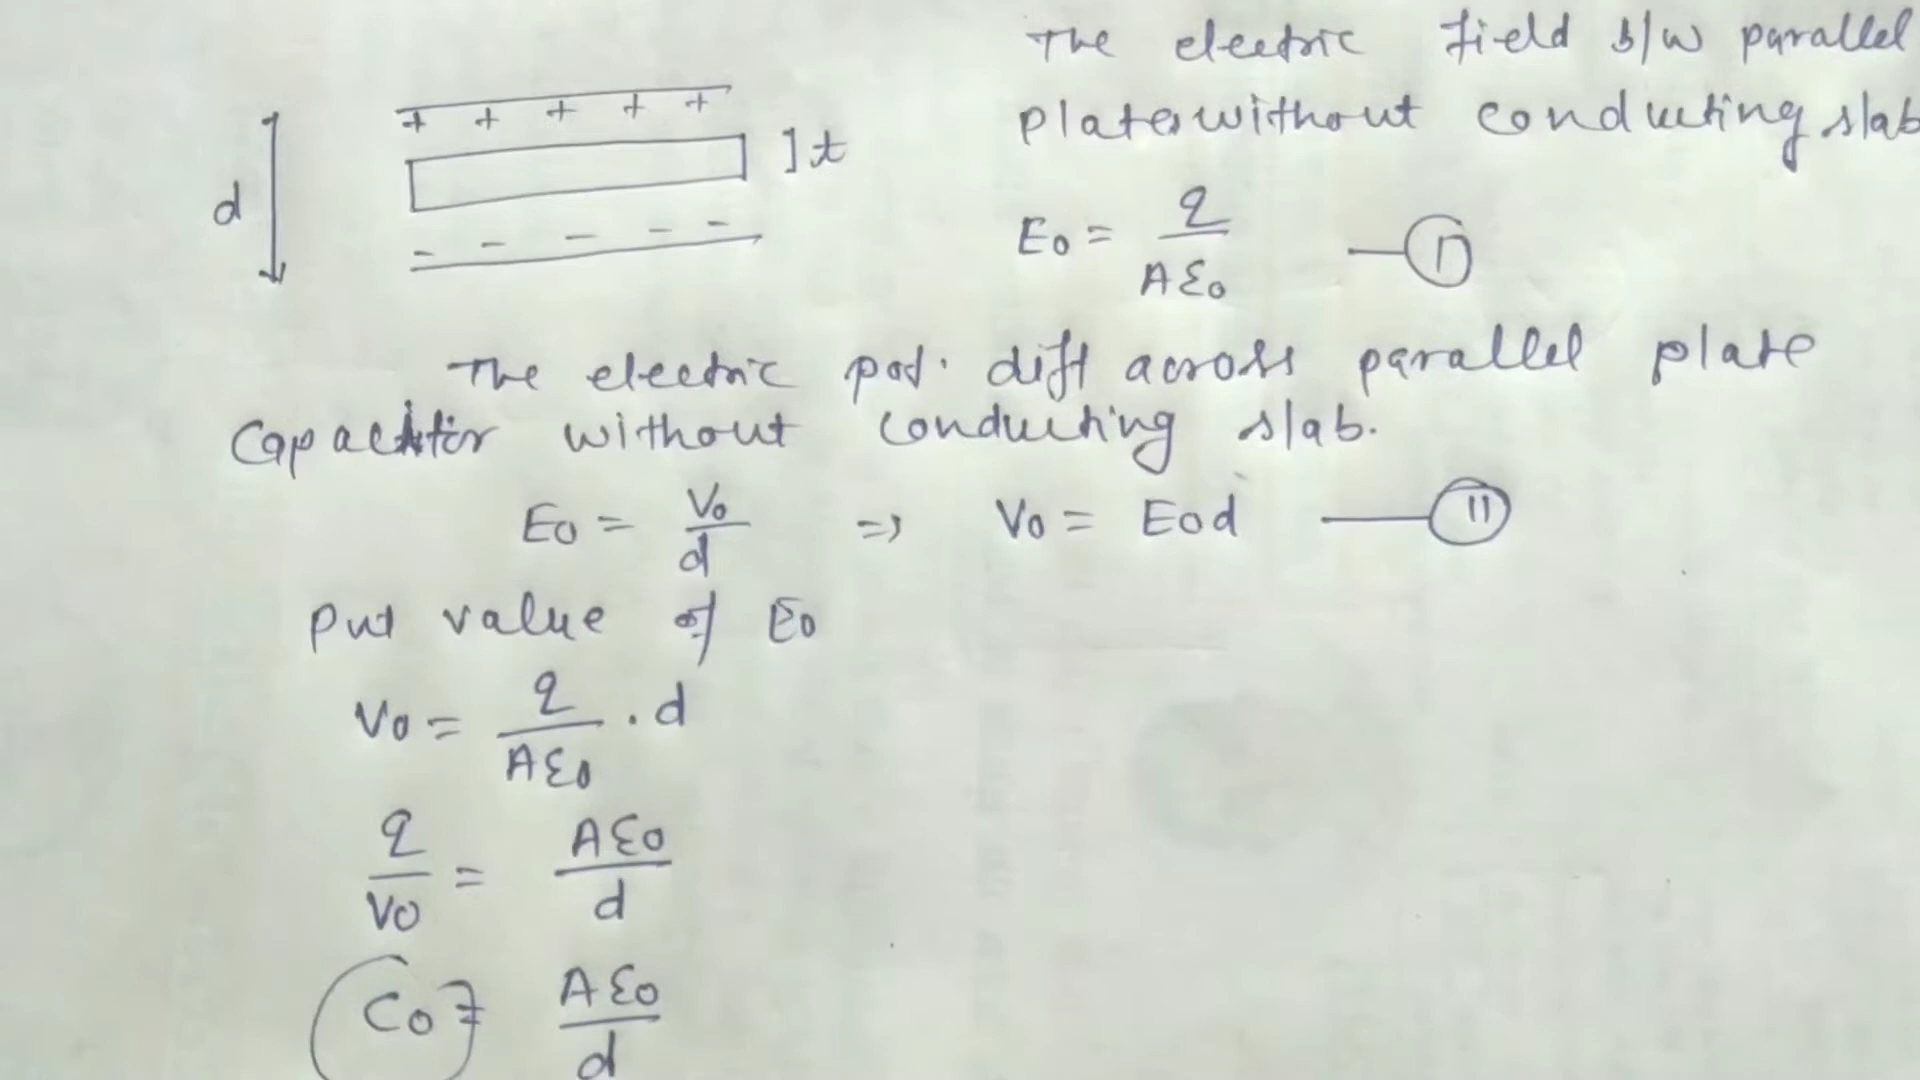 The electric field b/w parallel
plates without conducting slab
+ + + + +
] t
d
- - - - -
E0 = q/Aε0 — (I)
The electric pot. diff across parallel plate
Capacitor without conducting slab.
E0 = V0/d => V0 = E0d — (II)
Put value of E0
V0 = q/Aε0 . d
q/V0 = Aε0/d
C0 = Aε0/d